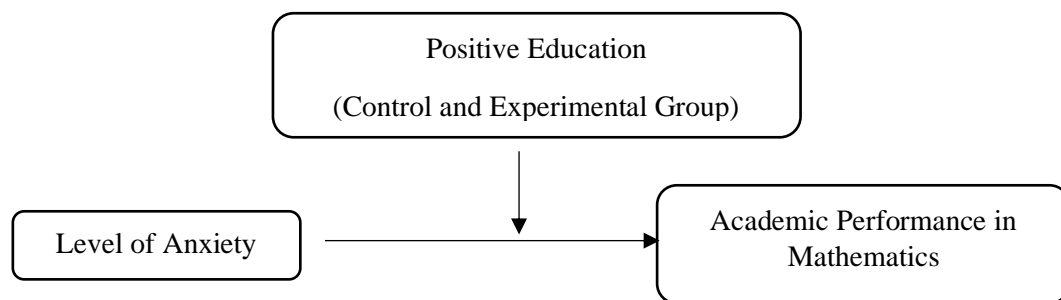 Positive Education
(Control and Experimental Group)
Level of Anxiety
Academic Performance in
Mathematics